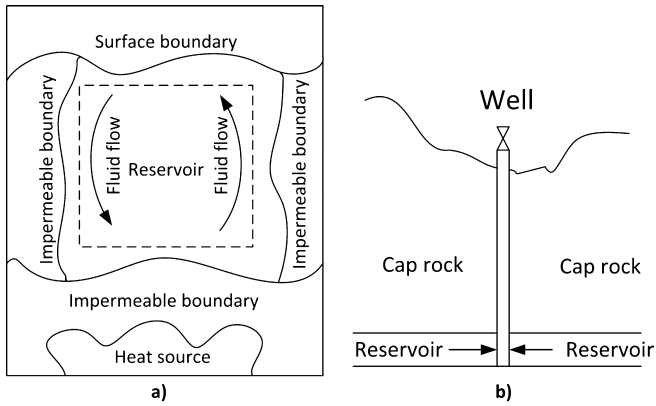 Surface boundary
Impermeable boundary
Fluid flow
Reservoir
Fluid flow
Impermeable boundary
Impermeable boundary
Heat source
a)
Well
Cap rock
Cap rock
Reservoir
Reservoir
b)